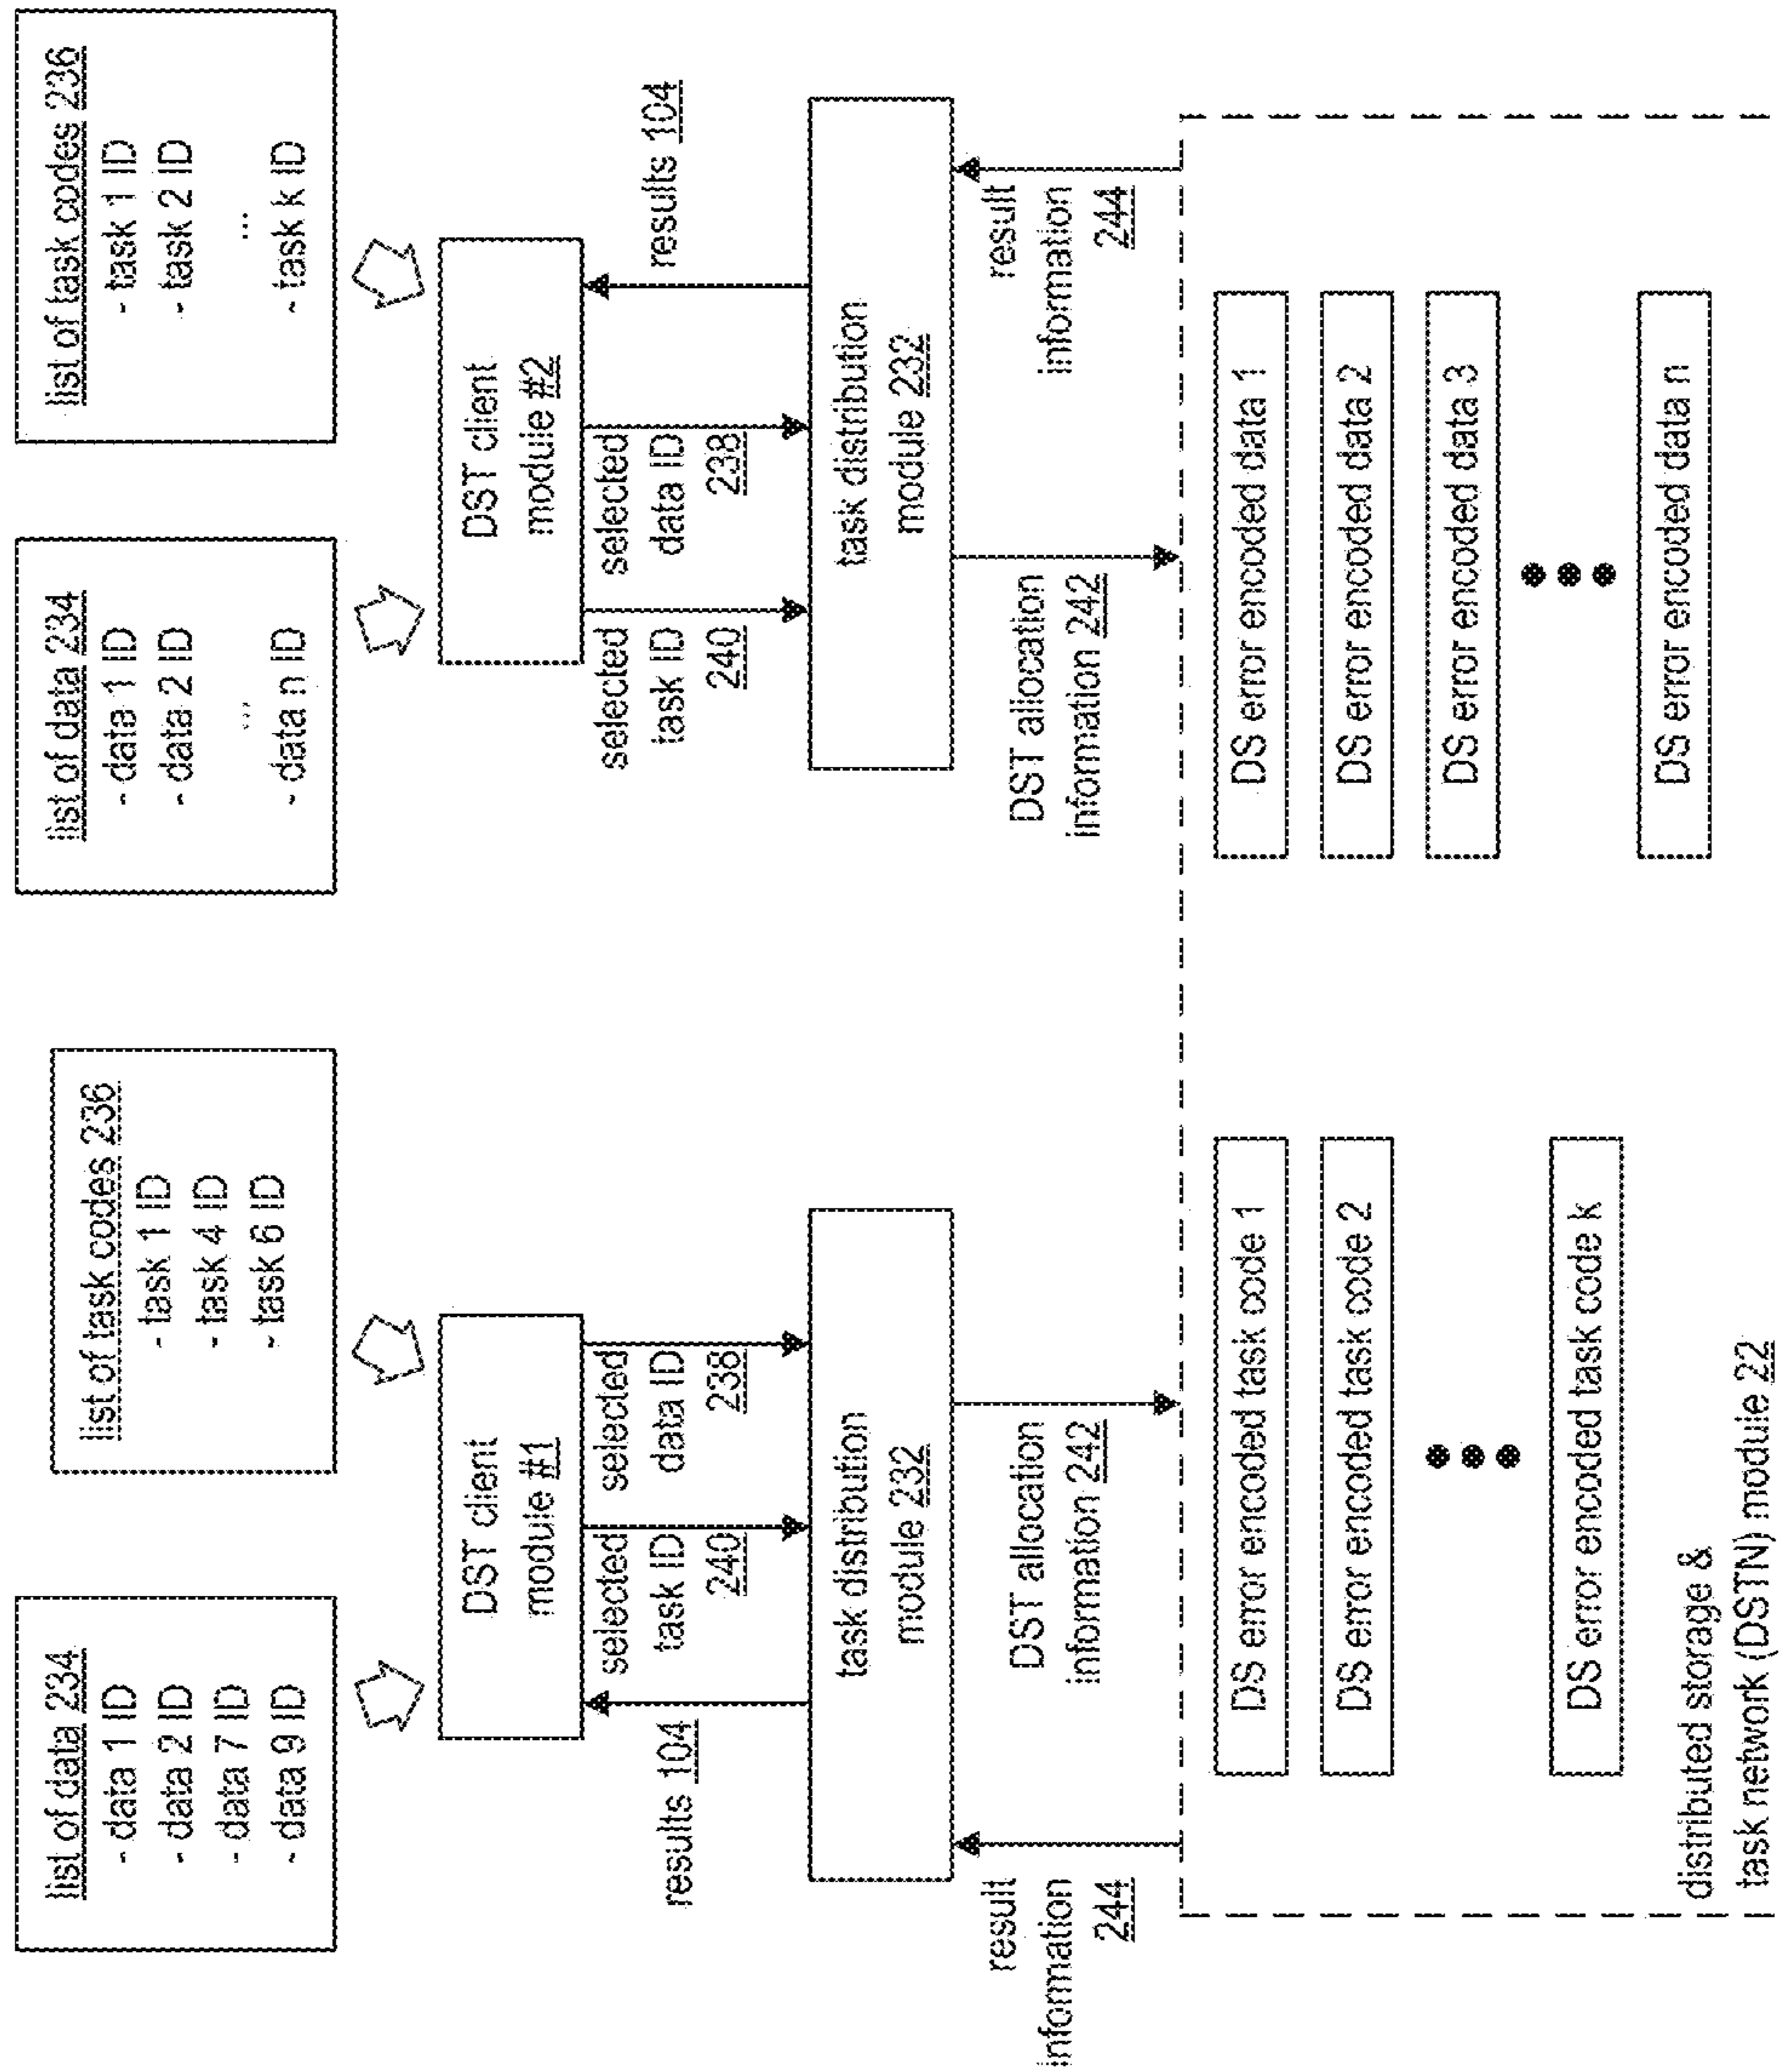 list of data 234
- data 1 ID
- data 2 ID
- data 7 ID
- data 9 ID
list of task codes 236
- task 1 ID
- task 4 ID
- task 6 ID
list of data 234
- data 1 ID
- data 2 ID
...
- data n ID
list of task codes 236
- task 1 ID
- task 2 ID
...
- task k ID
DST client
module #1
DST client
module #2
results 104
selected
task ID
240
selected
data ID
238
selected
task ID
240
selected
data ID
238
results 104
task distribution
module 232
task distribution
module 232
result
information
244
DST allocation
information 242
DST allocation
information 242
result
information
244
DS error encoded task code 1
DS error encoded task code 2
DS error encoded task code k
DS error encoded data 1
DS error encoded data 2
DS error encoded data 3
DS error encoded data n
distributed storage &
task network (DSTN) module 22